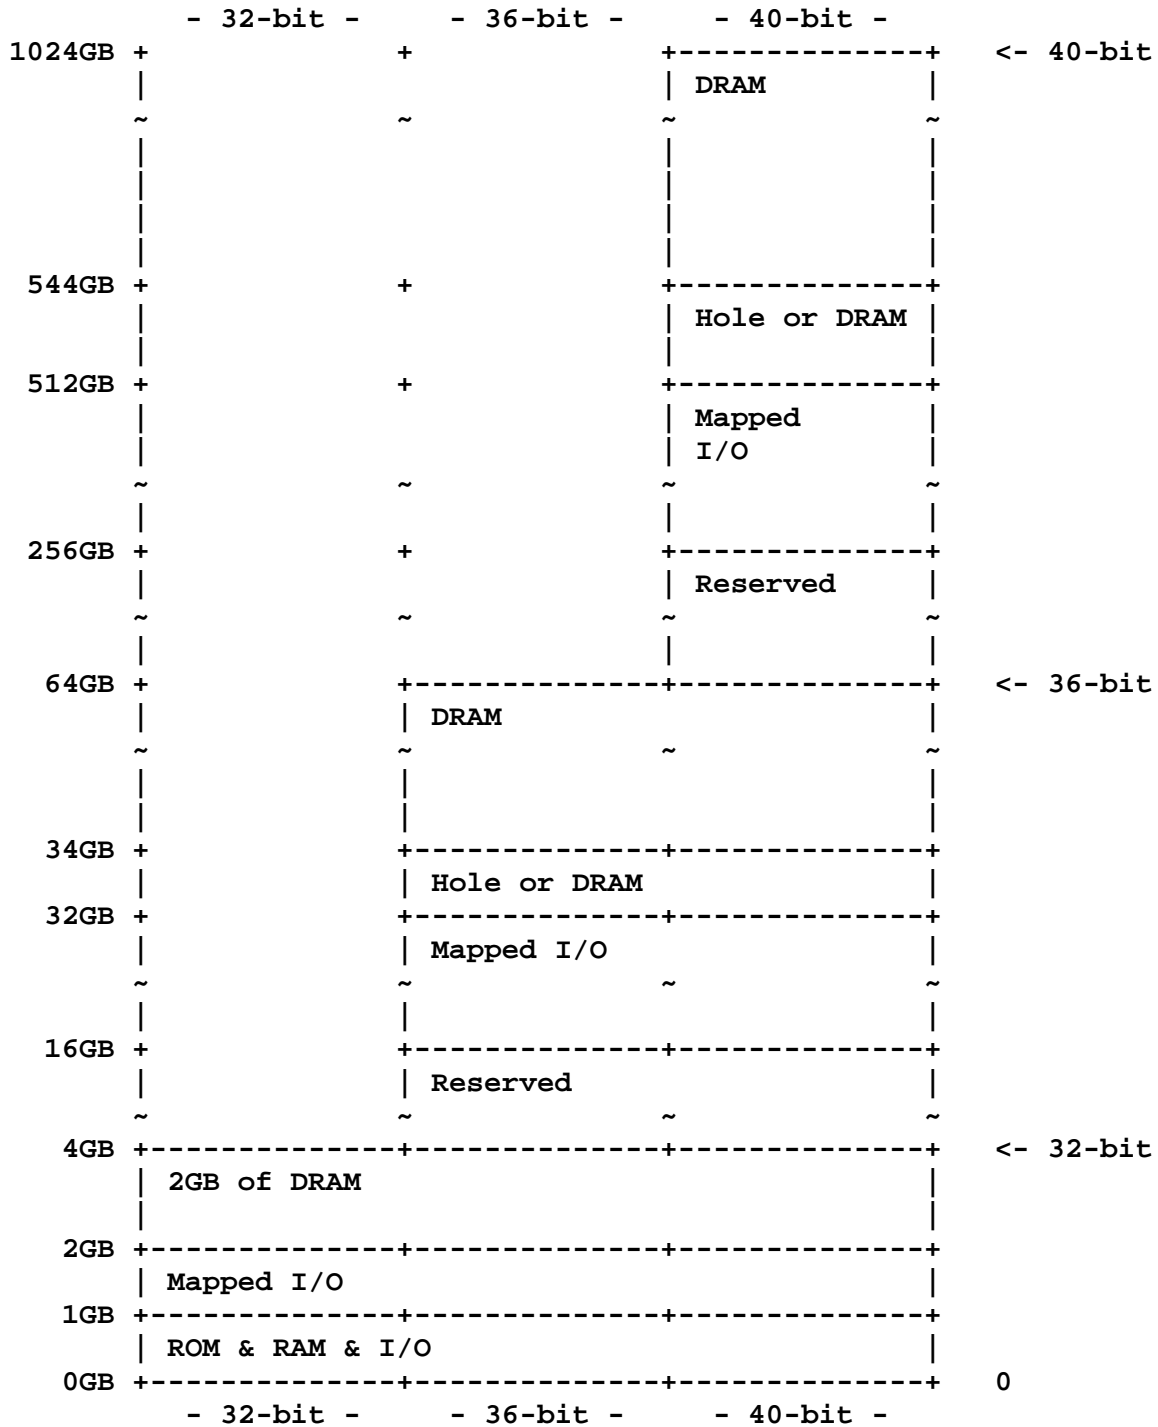 - 32-bit -     - 36-bit -     - 40-bit -
1024GB +              +              +--------------+   <- 40-bit
       |                             | DRAM         |
       ~              ~              ~              ~
       |                             |              |
       |                             |              |
       |                             |              |
       |                             |              |
 544GB +              +              +--------------+
       |                             | Hole or DRAM |
       |                             |              |
 512GB +              +              +--------------+
       |                             | Mapped       |
       |                             | I/O          |
       ~              ~              ~              ~
       |                             |              |
 256GB +              +              +--------------+
       |                             | Reserved     |
       ~              ~              ~              ~
       |                             |              |
  64GB +              +--------------+--------------+   <- 36-bit
       |              | DRAM                        |
       ~              ~              ~              ~
       |              |                             |
       |              |                             |
  34GB +              +--------------+--------------+
       |              | Hole or DRAM                |
  32GB +              +--------------+--------------+
       |              | Mapped I/O                  |
       ~              ~              ~              ~
       |              |                             |
  16GB +              +--------------+--------------+
       |              | Reserved                    |
       ~              ~              ~              ~
   4GB +--------------+--------------+--------------+   <- 32-bit
       | 2GB of DRAM                                |
       |                                            |
   2GB +--------------+--------------+--------------+
       | Mapped I/O                                 |
   1GB +--------------+--------------+--------------+
       | ROM & RAM & I/O                            |
   0GB +--------------+--------------+--------------+   0
          - 32-bit -     - 36-bit -     - 40-bit -